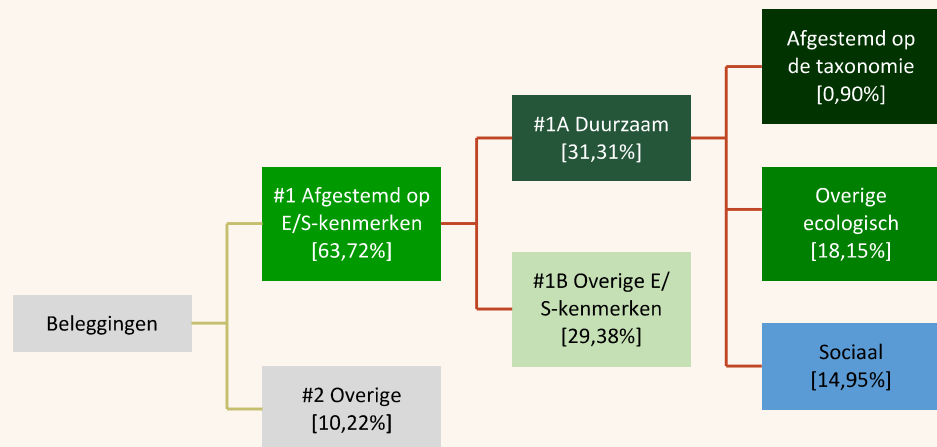 Beleggingen
#1 Afgestemd op
E/S-kenmerken
[63,72%]
#2 Overige
[10,22%]
#1A Duurzaam
[31,31%]
#1B Overige E/
S-kenmerken
[29,38%]
Afgestemd op
de taxonomie
[0,90%]
Overige
ecologisch
[18,15%]
Sociaal
[14,95%]